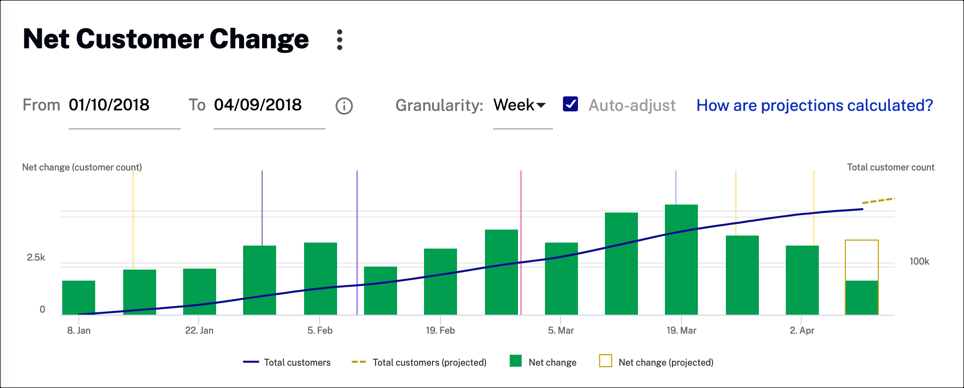 Net Customer Change
From 01/10/2018 To 04/09/2018 Granularity: Week Auto-adjust How are projections calculated?
Net change (customer count) Total customer count
2.5k 100k
0
8. Jan 22. Jan 5. Feb 19. Feb 5. Mar 19. Mar 2. Apr
Total customers Total customers (projected) Net change Net change (projected)